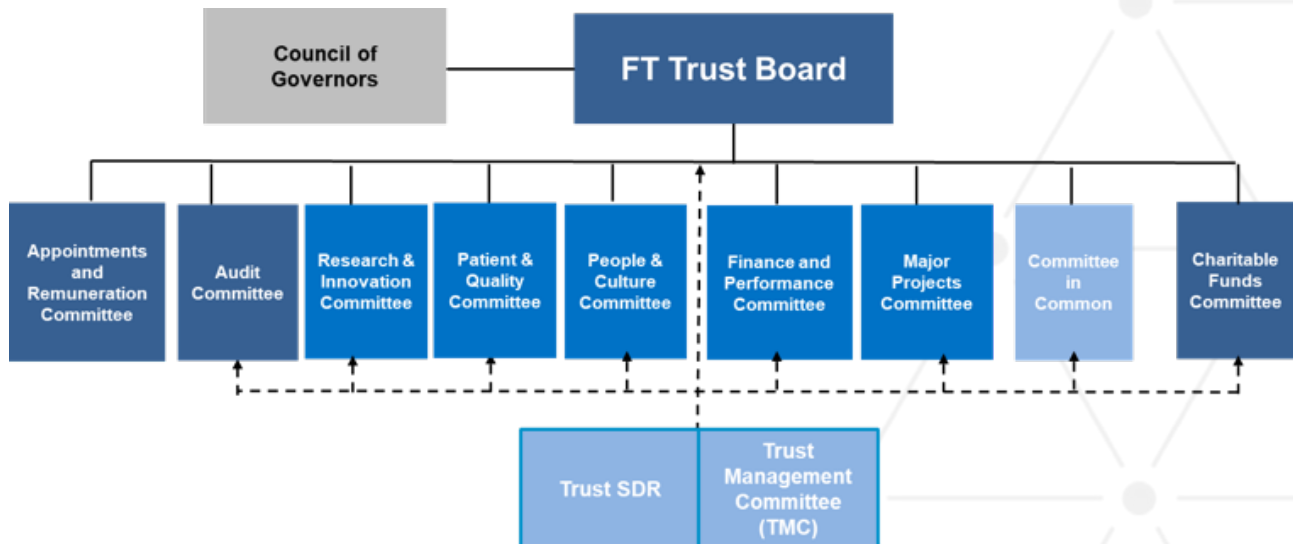 Council of
Governors
FT Trust Board
Appointments
and
Remuneration
Committee
Audit
Committee
Research &
Innovation
Committee
Patient &
Quality
Committee
People &
Culture
Committee
Finance and
Performance
Committee
Major
Projects
Committee
Committee
in
Common
Charitable
Funds
Committee
Trust SDR
Trust
Management
Committee
(TMC)